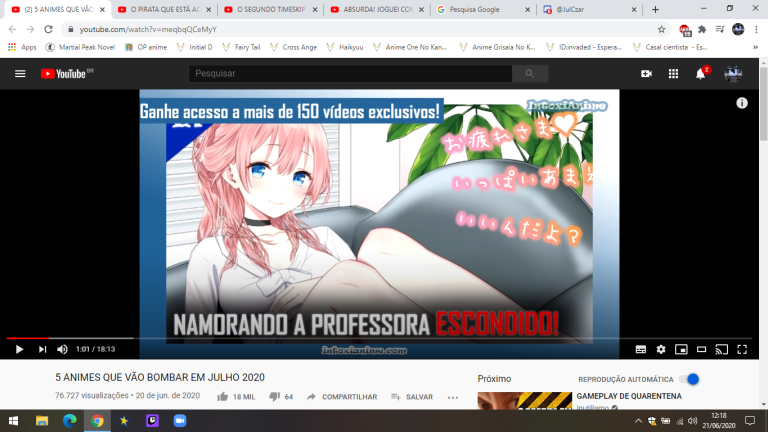 (2) 5 ANIMES QUE VÃO
O PIRATA QUE ESTÁ AC
O SEGUNDO TIMESKIP
ABSURDA! JOGUEI CO
Pesquisa Google
@JulCzar
youtube.com/watch?v=meqbqQCeMyY
19
Apps
Martial Peak Novel
OP anime
Initial D
Fairy Tail
Cross Ange
Haikyuu
Anime Ore No Kan...
Anime Grisaia No K...
IDinvaded - Espera...
Casal cientista - Es...
YouTube BR
Pesquisar
2
Ganhe acesso a mais de 150 vídeos exclusivos!
IntoxiAnime
お疲れさま♡
いっぱいあま
いいんだよ?
NAMORANDO A PROFESSORA ESCONDIDO!
intoxianime.com
1:01 / 18:13
5 ANIMES QUE VÃO BOMBAR EM JULHO 2020
76.727 visualizações • 20 de jun. de 2020
18 MIL
64
COMPARTILHAR
SALVAR
Próximo
REPRODUÇÃO AUTOMÁTICA
GAMEPLAY DE QUARENTENA
Inutilismo
12:18
21/06/2020